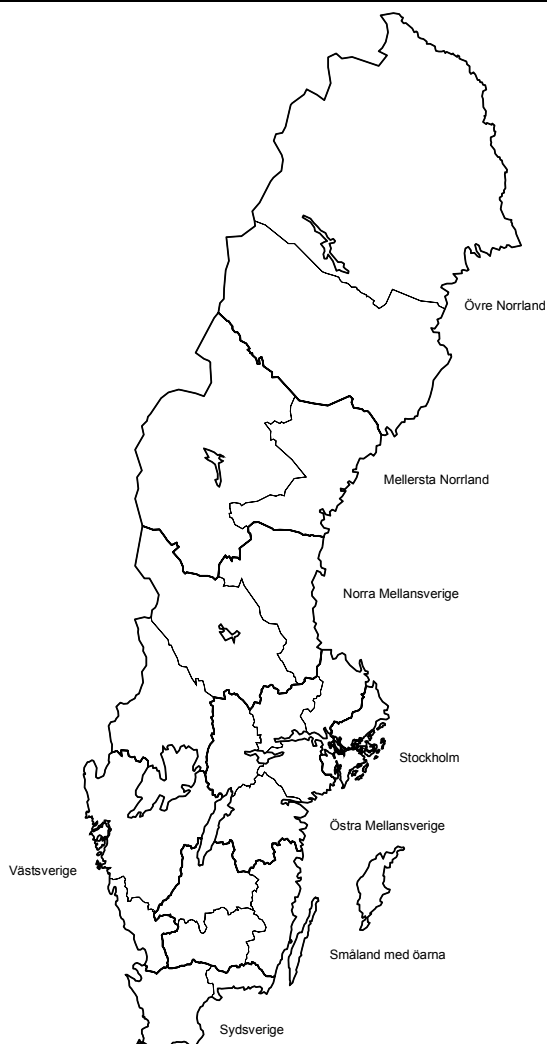 Övre Norrland
Mellersta Norrland
Norra Mellansverige
Stockholm
Östra Mellansverige
Västsverige
Småland med öarna
Sydsverige